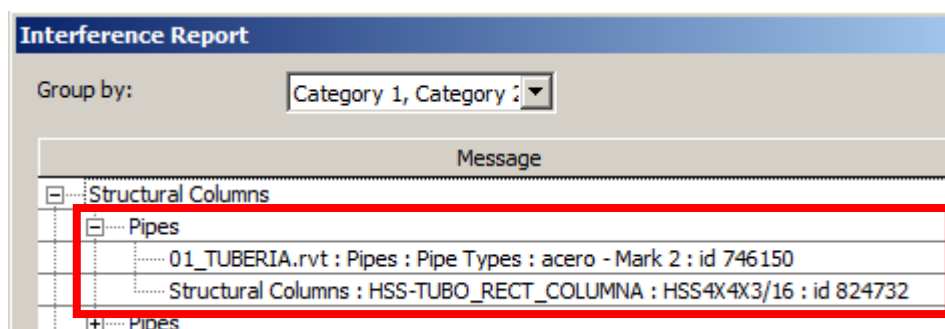 Interference Report
Group by: Category 1, Category 2
Message
Structural Columns
Pipes
01_TUBERIA.rvt : Pipes : Pipe Types : acero - Mark 2 : id 746150
Structural Columns : HSS-TUBO_RECT_COLUMNA : HSS4X4X3/16 : id 824732
Pipes